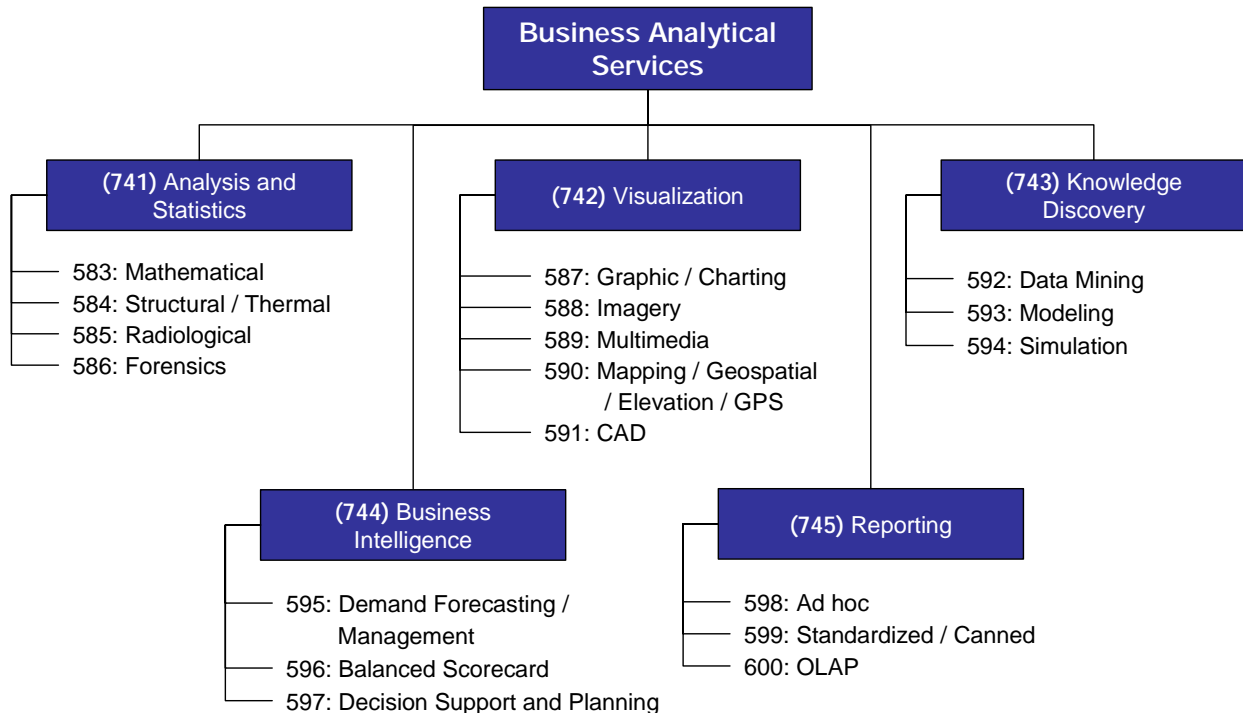 Business Analytical
Services
(741) Analysis and
Statistics
583: Mathematical
584: Structural / Thermal
585: Radiological
586: Forensics
(742) Visualization
587: Graphic / Charting
588: Imagery
589: Multimedia
590: Mapping / Geospatial
/ Elevation / GPS
591: CAD
(743) Knowledge
Discovery
592: Data Mining
593: Modeling
594: Simulation
(744) Business
Intelligence
595: Demand Forecasting /
Management
596: Balanced Scorecard
597: Decision Support and Planning
(745) Reporting
598: Ad hoc
599: Standardized / Canned
600: OLAP